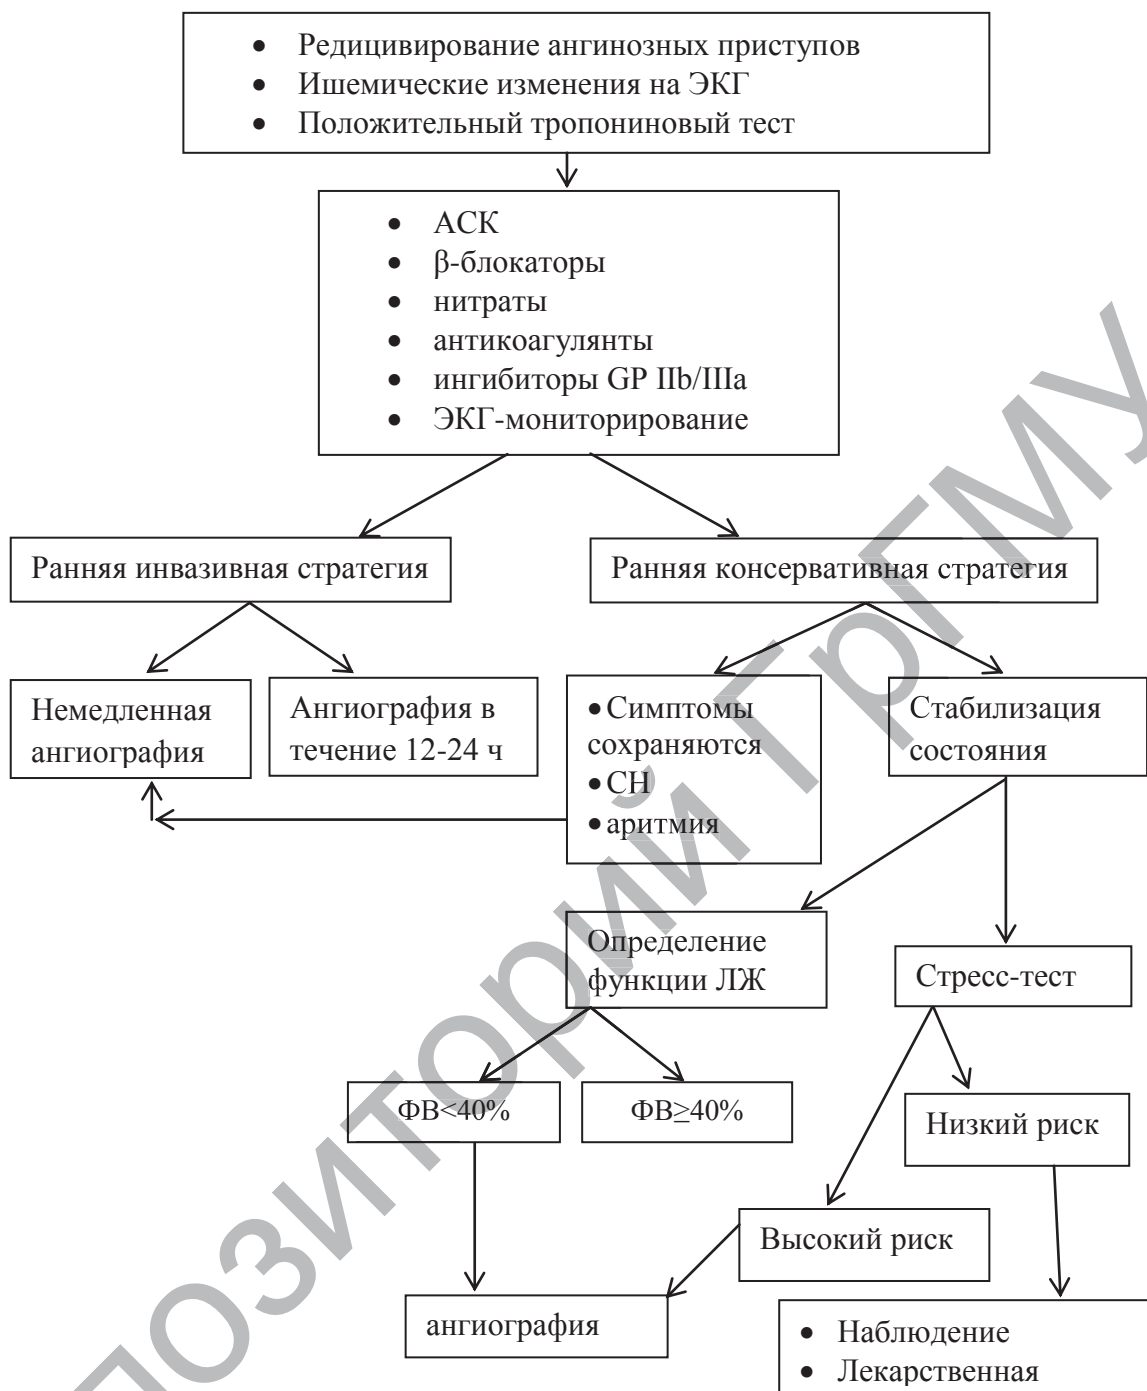 • Редицивирование ангинозных приступов
• Ишемические изменения на ЭКГ
• Положительный тропониновый тест
• АСК
• β-блокаторы
• нитраты
• антикоагулянты
• ингибиторы GP IIb/IIIa
• ЭКГ-мониторирование
Ранняя инвазивная стратегия
Ранняя консервативная стратегия
Немедленная
ангиография
Ангиография в
течение 12-24 ч
• Симптомы
сохраняются
• СН
• аритмия
Стабилизация
состояния
Определение
функции ЛЖ
Стресс-тест
ФВ<40%
ФВ≥40%
Низкий риск
Высокий риск
ангиография
• Наблюдение
• Лекарственная
позиторий ГрГМУ